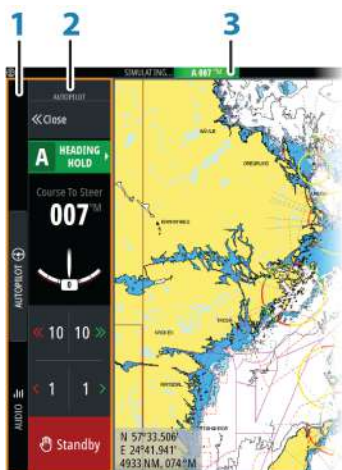 1 2 3
SIMULATING... A 007 °M
AUTOPILOT
«Close
A HEADING HOLD
Course To Steer
007 °M
0
« 10 10 »
< 1 1 >
Standby
AUTOPILOT
AUDIO
N 57°33.506'
E 24°41.941'
4933 NM, 074 °M